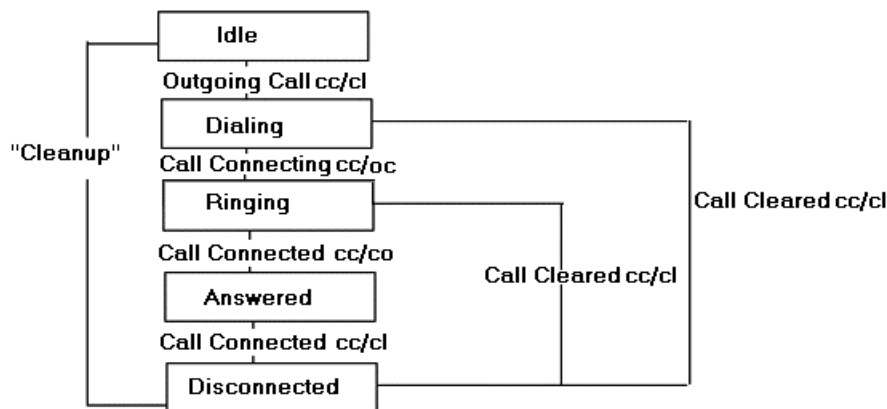 Idle
Outgoing Call cc/cl
Dialing
"Cleanup"
Call Connecting cc/oc
Ringing
Call Cleared cc/cl
Call Connected cc/co
Call Cleared cc/cl
Answered
Call Connected cc/cl
Disconnected